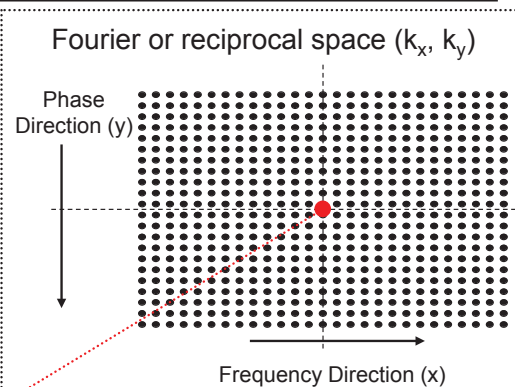 Fourier or reciprocal space (kx, ky)
Phase
Direction (y)
Frequency Direction (x)